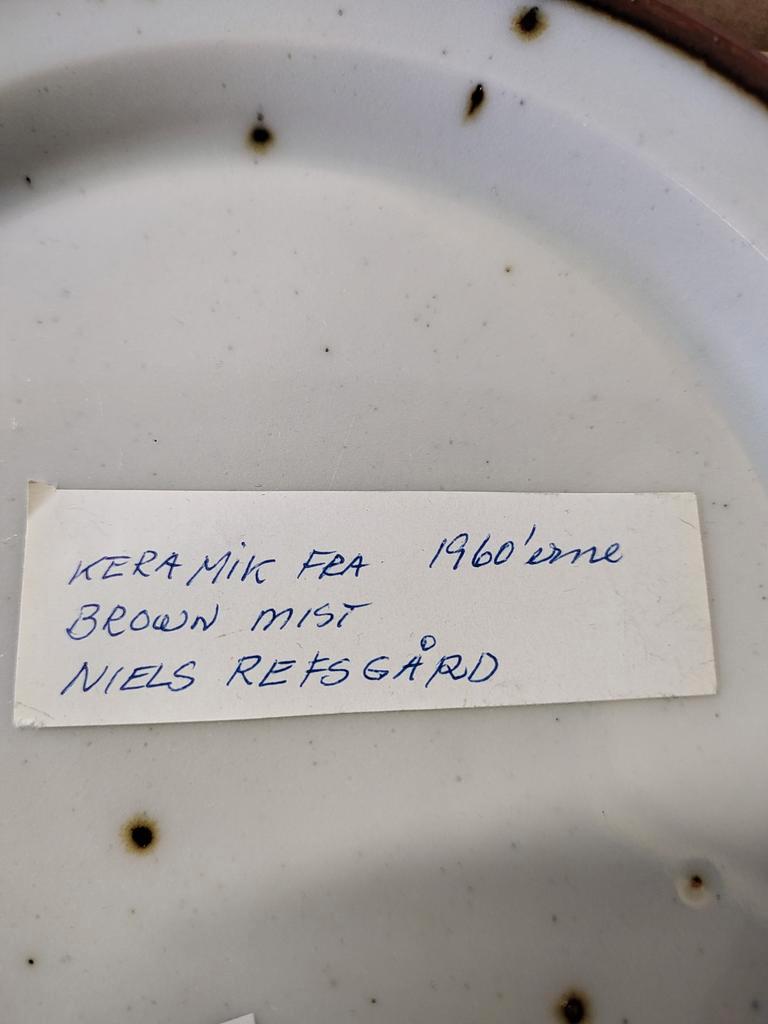 KERAMiK FRA 1960'erne
BROWN MIST
NIELS REFSGÅRD